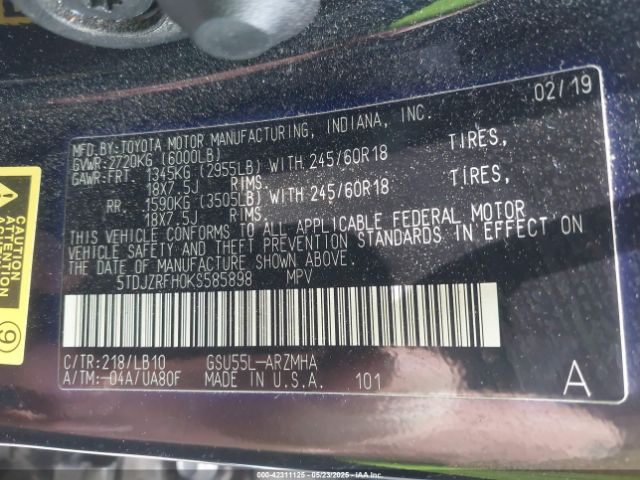 02/19
MFD.BY:TOYOTA MOTOR MANUFACTURING, INDIANA, INC.
GVWR:2720KG (6000LB)
GAWR:FRT. 1345KG (2955LB) WITH 245/60R18 TIRES,
18X7.5J RIMS.
RR. 1590KG (3505LB) WITH 245/60R18 TIRES,
18X7.5J RIMS.
THIS VEHICLE CONFORMS TO ALL APPLICABLE FEDERAL MOTOR
VEHICLE SAFETY AND THEFT PREVENTION STANDARDS IN EFFECT ON
THE DATE OF MANUFACTURE SHOWN ABOVE.
5TDJZRFH0KS585898 MPV
C/TR:218/LB10 GSU55L-ARZMHA
A/TM:-04A/UA80F MADE IN U.S.A. 101
A
9
000-42311125 - 05/23/2025 - IAA Inc.